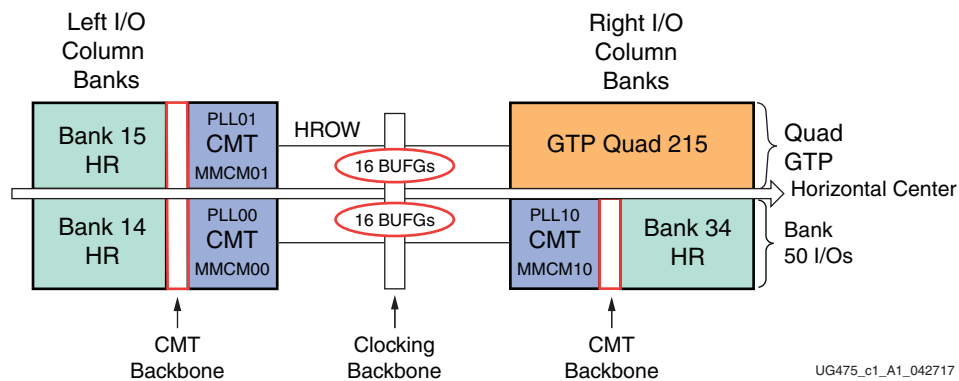 Left I/O
Column
Banks
Right I/O
Column
Banks
Bank 15
HR
PLL01
CMT
MMCM01
HROW
16 BUFGs
GTP Quad 215
Quad
GTP
Horizontal Center
Bank 14
HR
PLL00
CMT
MMCM00
16 BUFGs
PLL10
CMT
MMCM10
Bank 34
HR
Bank
50 I/Os
CMT
Backbone
Clocking
Backbone
CMT
Backbone
UG475_c1_A1_042717